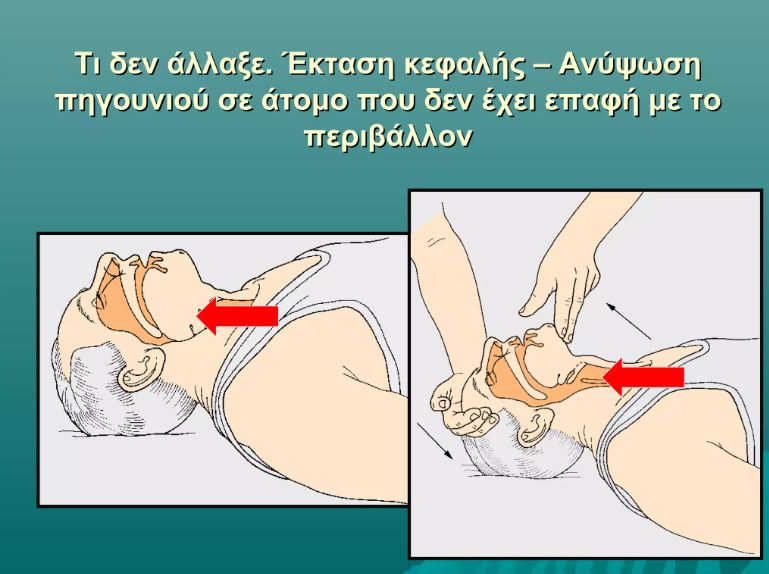 Τι δεν άλλαξε. Έκταση κεφαλής – Ανύψωση
πηγουνιού σε άτομο που δεν έχει επαφή με το
περιβάλλον